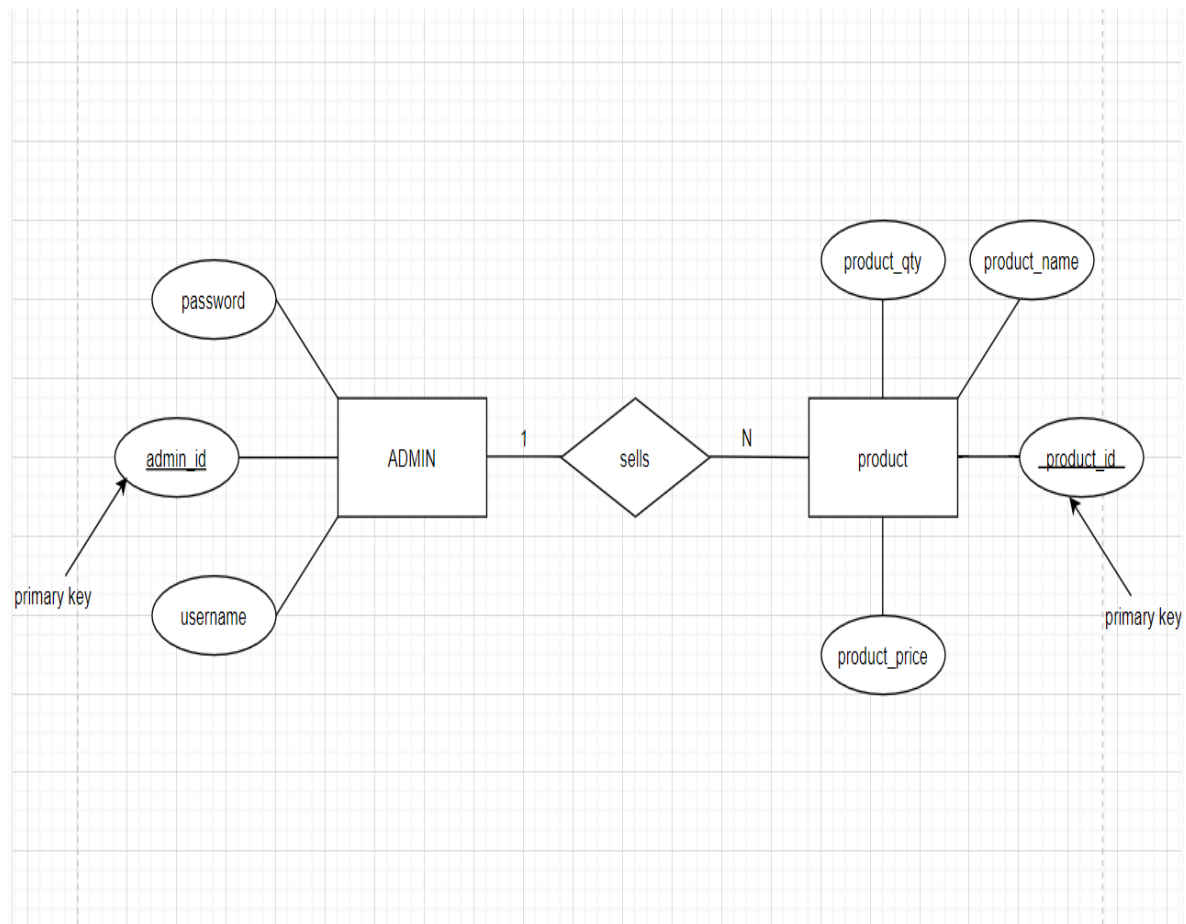 product_qty
product_name
password
1
N
admin_id
ADMIN
sells
product
product_id
primary key
username
primary key
product_price